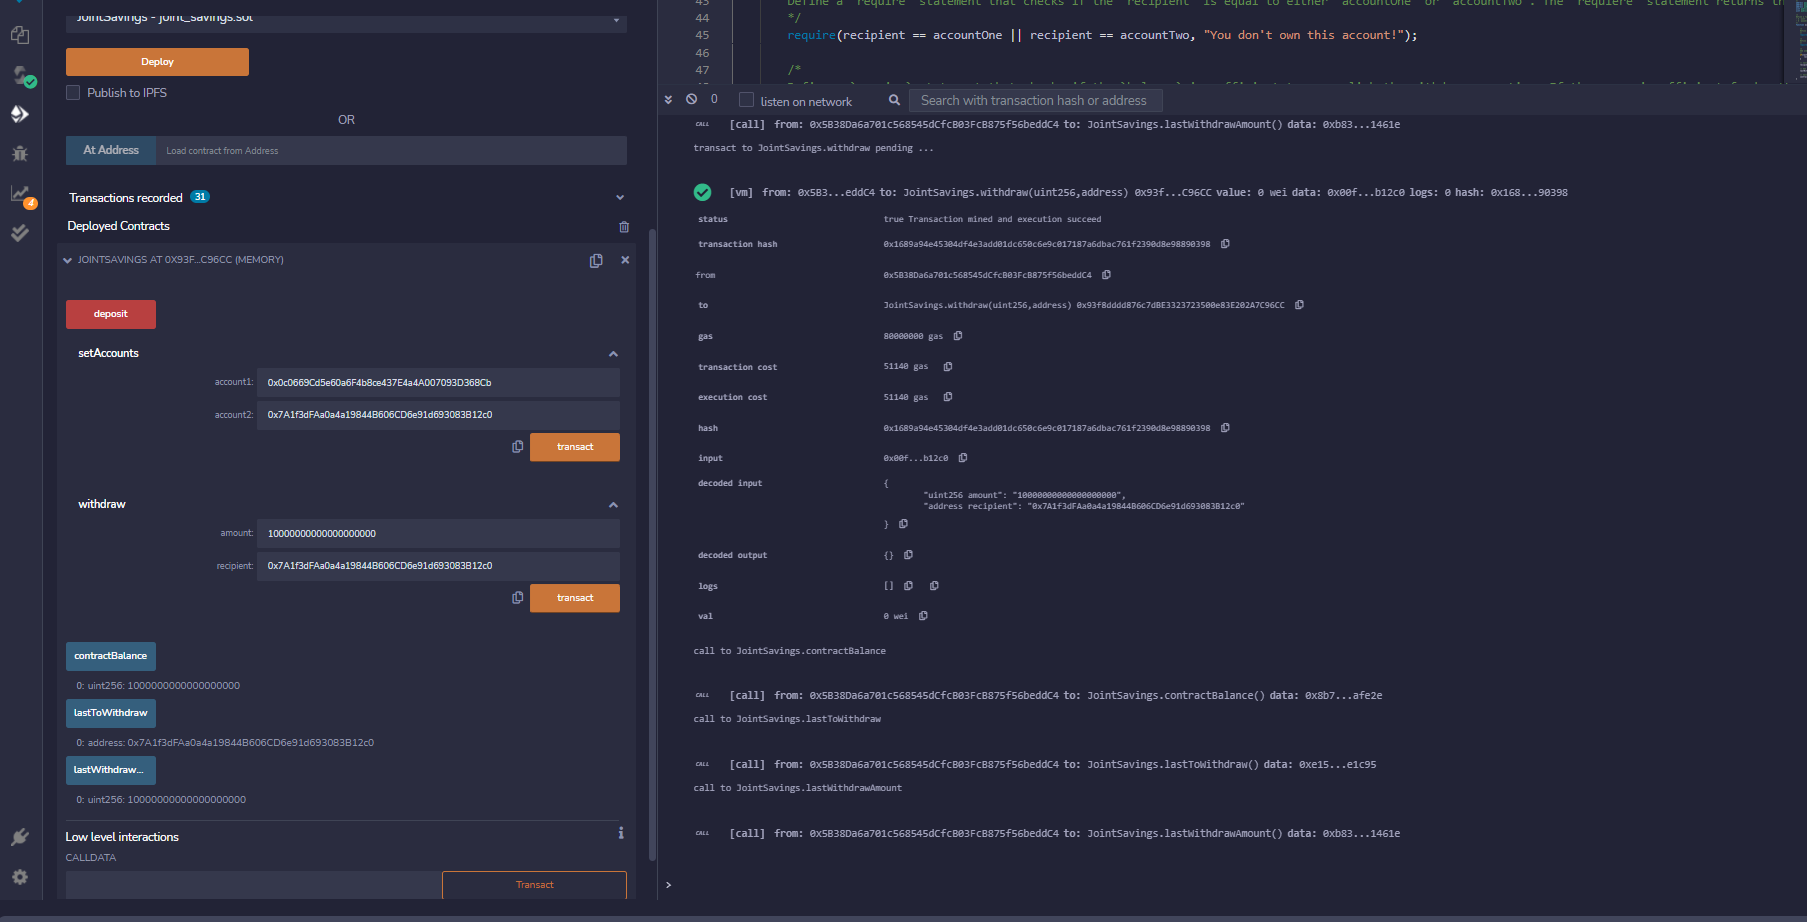 JointSavings - joint_savings.sol
Deploy
Publish to IPFS
OR
At Address Load contract from Address
Transactions recorded 31
Deployed Contracts
JOINTSAVINGS AT 0X93F...C96CC (MEMORY)
deposit
setAccounts
account1: 0x0c0669Cd5e60a6F4b8ce437E4a4A007093D368Cb
account2: 0x7A1f3dFAa0a4a19844B606CD6e91d693083B12c0
transact
withdraw
amount: 10000000000000000000
recipient: 0x7A1f3dFAa0a4a19844B606CD6e91d693083B12c0
transact
contractBalance
0: uint256: 1000000000000000000
lastToWithdraw
0: address: 0x7A1f3dFAa0a4a19844B606CD6e91d693083B12c0
lastWithdraw...
0: uint256: 10000000000000000000
Low level interactions
CALLDATA
Transact
4
43 Define a `require` statement that checks if the `recipient` is equal to either `accountOne` or `accountTwo`. The `requiere` statement returns th
44 */
45 require(recipient == accountOne || recipient == accountTwo, "You don't own this account!");
46
47 /*
0 listen on network Search with transaction hash or address
CALL [call] from: 0x5B38Da6a701c568545dCfcB03FcB875f56beddC4 to: JointSavings.lastWithdrawAmount() data: 0xb83...1461e
transact to JointSavings.withdraw pending ...
[vm] from: 0x5B3...eddC4 to: JointSavings.withdraw(uint256,address) 0x93f...C96CC value: 0 wei data: 0x00f...b12c0 logs: 0 hash: 0x168...90398
status true Transaction mined and execution succeed
transaction hash 0x1689a94e45304df4e3add01dc650c6e9c017187a6dbac761f2390d8e98890398
from 0x5B38Da6a701c568545dCfcB03FcB875f56beddC4
to JointSavings.withdraw(uint256,address) 0x93f8dddd876c7dBE3323723500e83E202A7C96CC
gas 80000000 gas
transaction cost 51140 gas
execution cost 51140 gas
hash 0x1689a94e45304df4e3add01dc650c6e9c017187a6dbac761f2390d8e98890398
input 0x00f...b12c0
decoded input {
"uint256 amount": "10000000000000000000",
"address recipient": "0x7A1f3dFAa0a4a19844B606CD6e91d693083B12c0"
}
decoded output {}
logs []
val 0 wei
call to JointSavings.contractBalance
CALL [call] from: 0x5B38Da6a701c568545dCfcB03FcB875f56beddC4 to: JointSavings.contractBalance() data: 0x8b7...afe2e
call to JointSavings.lastToWithdraw
CALL [call] from: 0x5B38Da6a701c568545dCfcB03FcB875f56beddC4 to: JointSavings.lastToWithdraw() data: 0xe15...e1c95
call to JointSavings.lastWithdrawAmount
CALL [call] from: 0x5B38Da6a701c568545dCfcB03FcB875f56beddC4 to: JointSavings.lastWithdrawAmount() data: 0xb83...1461e
>